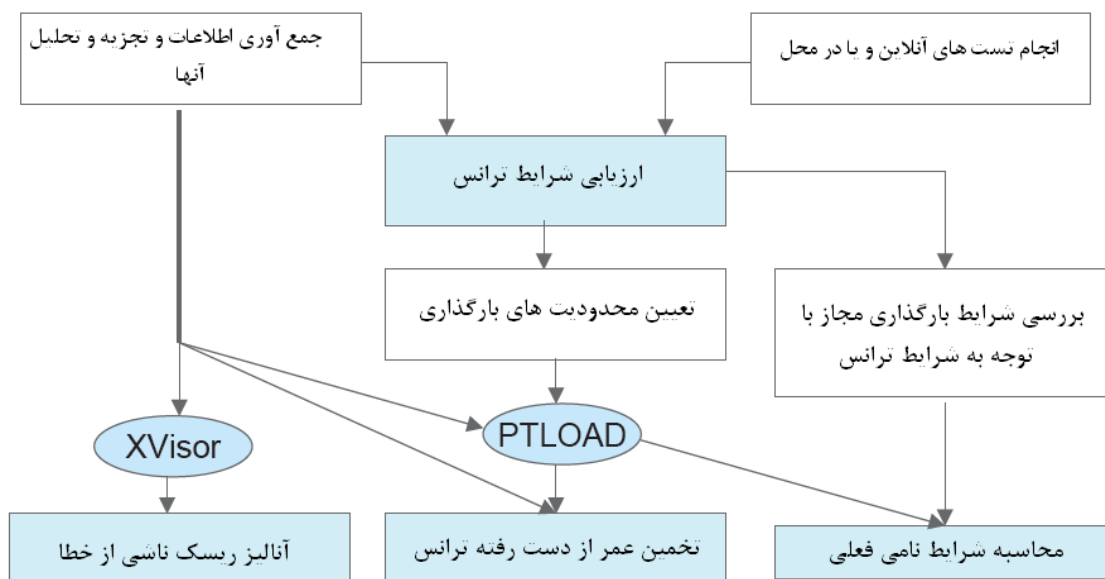 جمع آوری اطلاعات و تجزیه و تحلیل
آنها
انجام تست های آنلاین و یا در محل
ارزیابی شرایط ترانس
تعیین محدودیت های بارگذاری
بررسی شرایط بارگذاری مجاز با
توجه به شرایط ترانس
XVisor
PTLOAD
آنالیز ریسک ناشی از خطا
تخمین عمر از دست رفته ترانس
محاسبه شرایط نامی فعلی